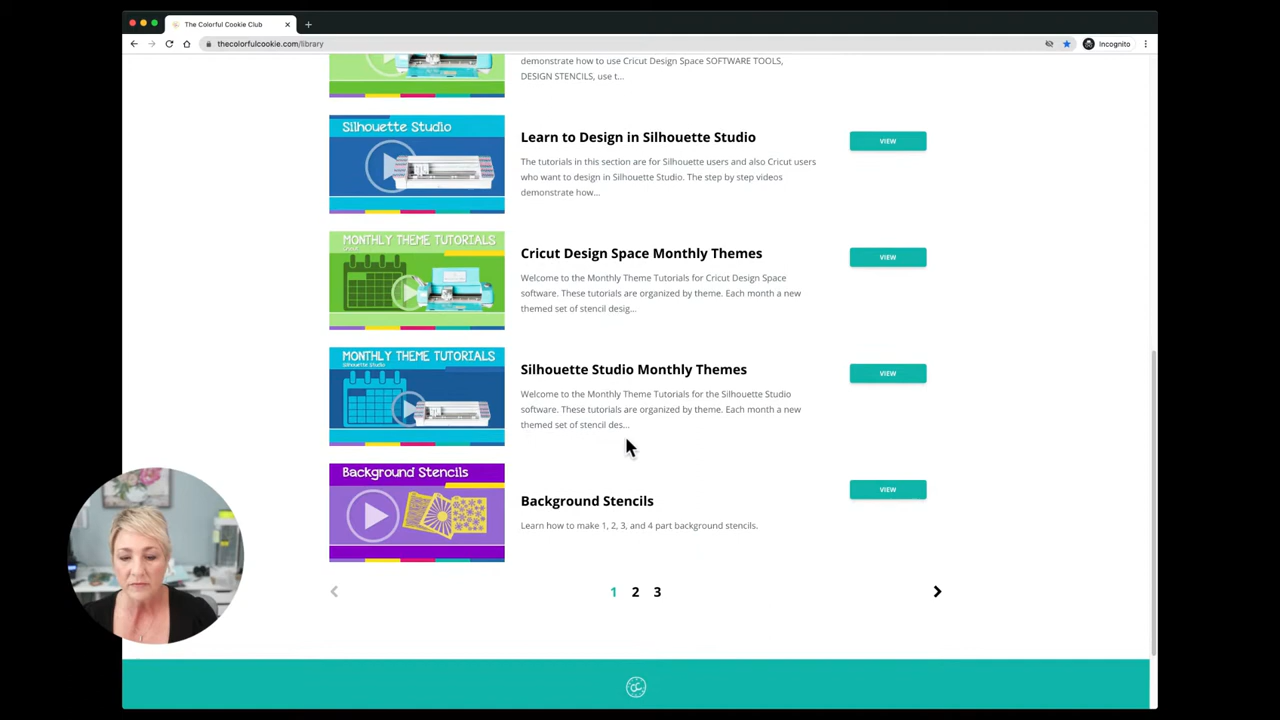 The Colorful Cookie Club
thecolorfulcookie.com/library
Incognito
demonstrate how to use Cricut Design Space SOFTWARE TOOLS,
DESIGN STENCILS, use t...
Silhouette Studio
Learn to Design in Silhouette Studio
VIEW
The tutorials in this section are for Silhouette users and also Cricut users
who want to design in Silhouette Studio. The step by step videos
demonstrate how...
MONTHLY THEME TUTORIALS
Cricut
Cricut Design Space Monthly Themes
VIEW
Welcome to the Monthly Theme Tutorials for Cricut Design Space
software. These tutorials are organized by theme. Each month a new
themed set of stencil desig...
MONTHLY THEME TUTORIALS
Silhouette Studio
Silhouette Studio Monthly Themes
VIEW
Welcome to the Monthly Theme Tutorials for the Silhouette Studio
software. These tutorials are organized by theme. Each month a new
themed set of stencil des...
Background Stencils
Background Stencils
VIEW
Learn how to make 1, 2, 3, and 4 part background stencils.
1 2 3